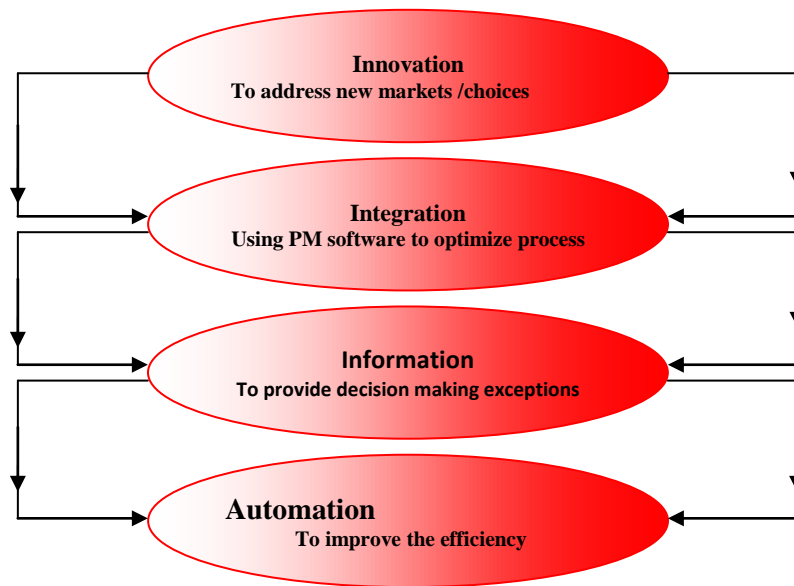 Innovation
To address new markets /choices
Integration
Using PM software to optimize process
Information
To provide decision making exceptions
Automation
To improve the efficiency